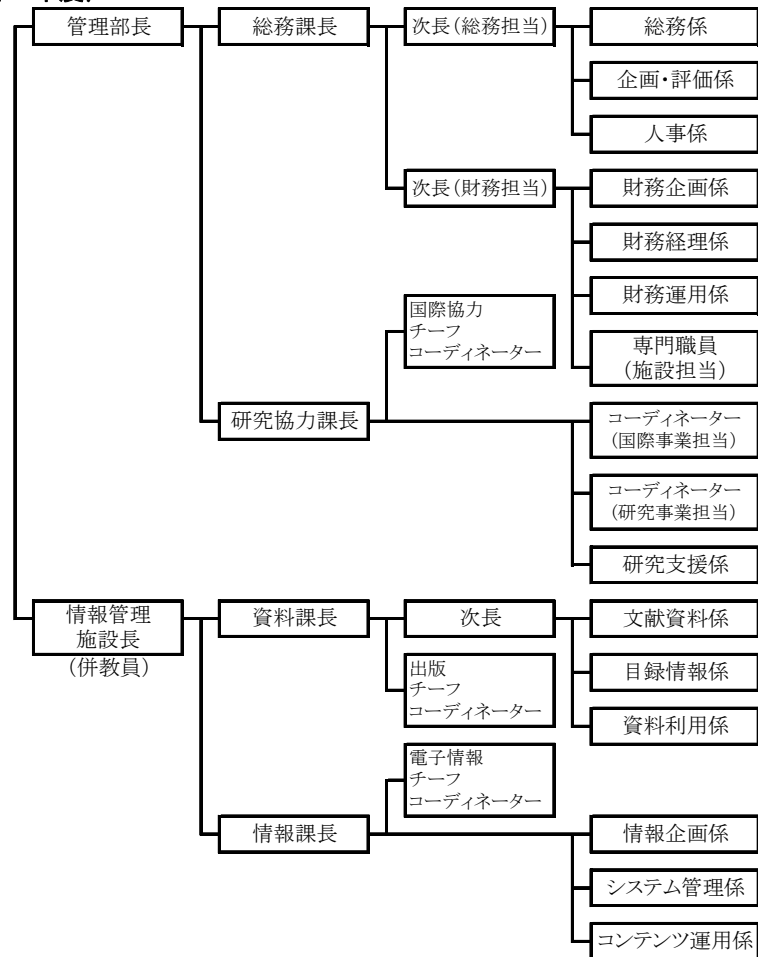 管理部長
総務課長
次長(総務担当)
総務係
企画・評価係
人事係
次長(財務担当)
財務企画係
財務経理係
財務運用係
専門職員
(施設担当)
国際協力
チーフ
コーディネーター
研究協力課長
コーディネーター
(国際事業担当)
コーディネーター
(研究事業担当)
研究支援係
情報管理
施設長
(併教員)
資料課長
次長
文献資料係
目録情報係
資料利用係
出版
チーフ
コーディネーター
電子情報
チーフ
コーディネーター
情報課長
情報企画係
システム管理係
コンテンツ運用係